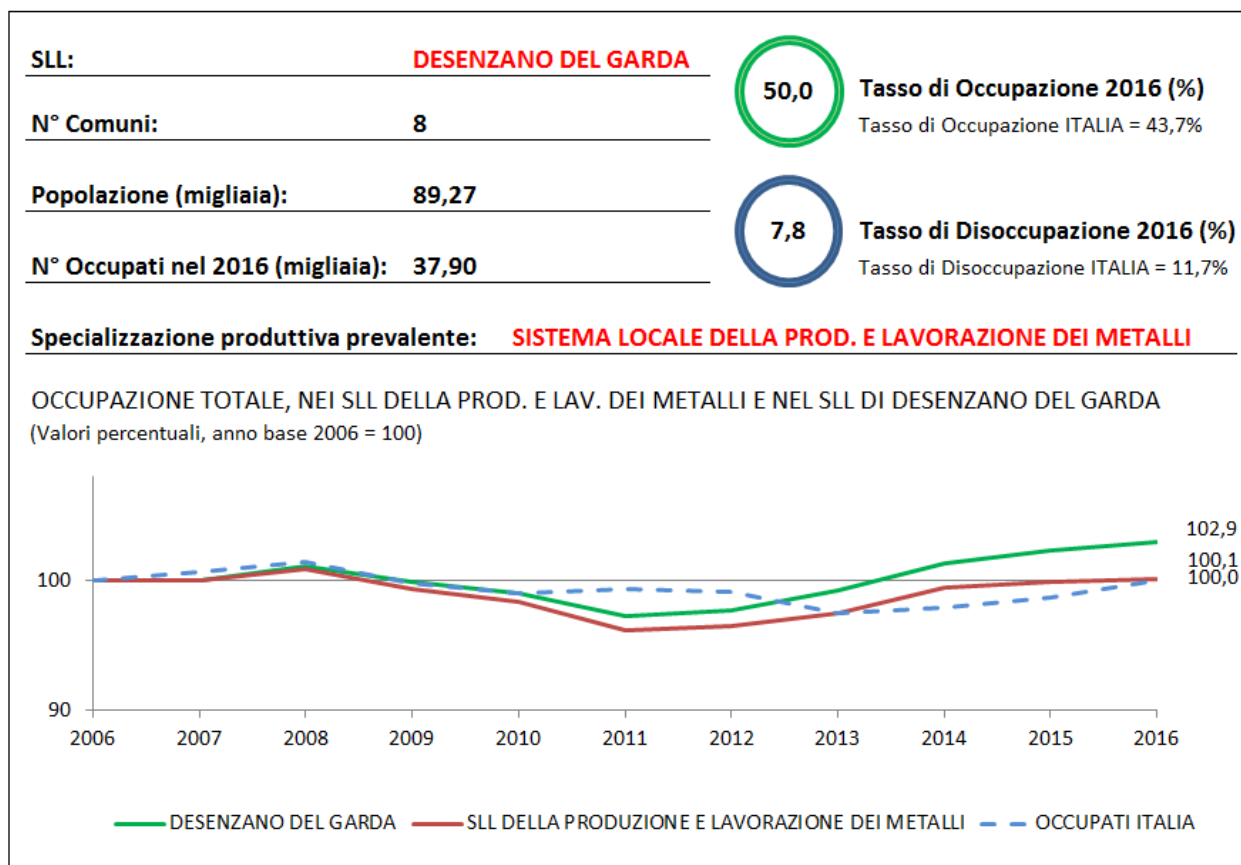 SLL: DESENZANO DEL GARDA
N° Comuni: 8
Popolazione (migliaia): 89,27
N° Occupati nel 2016 (migliaia): 37,90
50,0
Tasso di Occupazione 2016 (%)
Tasso di Occupazione ITALIA = 43,7%
7,8
Tasso di Disoccupazione 2016 (%)
Tasso di Disoccupazione ITALIA = 11,7%
Specializzazione produttiva prevalente: SISTEMA LOCALE DELLA PROD. E LAVORAZIONE DEI METALLI
OCCUPAZIONE TOTALE, NEI SLL DELLA PROD. E LAV. DEI METALLI E NEL SLL DI DESENZANO DEL GARDA
(Valori percentuali, anno base 2006 = 100)
102,9
100,1
100,0
100
90
2006 2007 2008 2009 2010 2011 2012 2013 2014 2015 2016
DESENZANO DEL GARDA SLL DELLA PRODUZIONE E LAVORAZIONE DEI METALLI OCCUPATI ITALIA